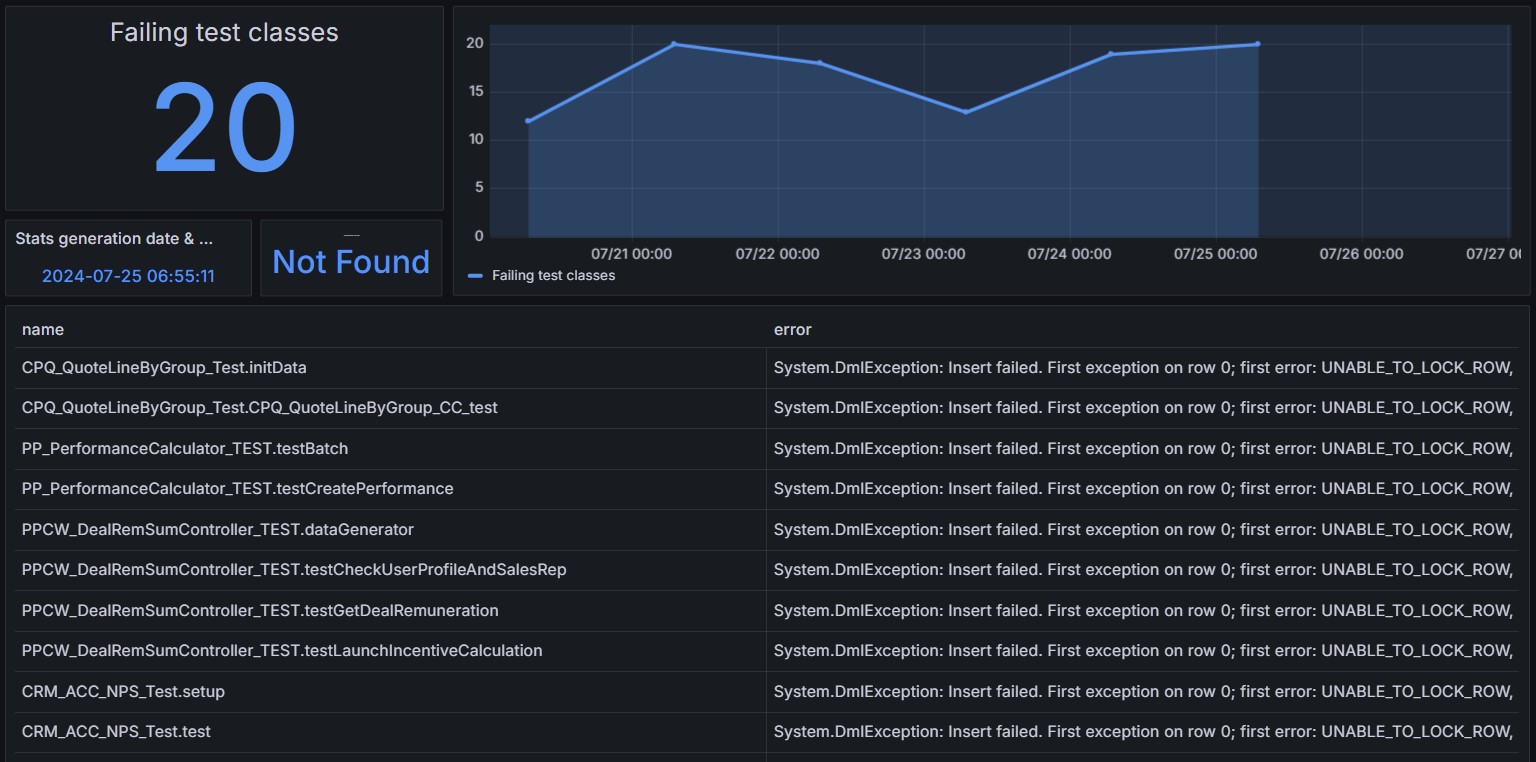 Failing test classes
20
Stats generation date & ...
2024-07-25 06:55:11
Not Found
20
15
10
5
0
07/21 00:00 07/22 00:00 07/23 00:00 07/24 00:00 07/25 00:00 07/26 00:00 07/27 0
Failing test classes
name error
CPQ_QuoteLineByGroup_Test.initData System.DmlException: Insert failed. First exception on row 0; first error: UNABLE_TO_LOCK_ROW,
CPQ_QuoteLineByGroup_Test.CPQ_QuoteLineByGroup_CC_test System.DmlException: Insert failed. First exception on row 0; first error: UNABLE_TO_LOCK_ROW,
PP_PerformanceCalculator_TEST.testBatch System.DmlException: Insert failed. First exception on row 0; first error: UNABLE_TO_LOCK_ROW,
PP_PerformanceCalculator_TEST.testCreatePerformance System.DmlException: Insert failed. First exception on row 0; first error: UNABLE_TO_LOCK_ROW,
PPCW_DealRemSumController_TEST.dataGenerator System.DmlException: Insert failed. First exception on row 0; first error: UNABLE_TO_LOCK_ROW,
PPCW_DealRemSumController_TEST.testCheckUserProfileAndSalesRep System.DmlException: Insert failed. First exception on row 0; first error: UNABLE_TO_LOCK_ROW,
PPCW_DealRemSumController_TEST.testGetDealRemuneration System.DmlException: Insert failed. First exception on row 0; first error: UNABLE_TO_LOCK_ROW,
PPCW_DealRemSumController_TEST.testLaunchIncentiveCalculation System.DmlException: Insert failed. First exception on row 0; first error: UNABLE_TO_LOCK_ROW,
CRM_ACC_NPS_Test.setup System.DmlException: Insert failed. First exception on row 0; first error: UNABLE_TO_LOCK_ROW,
CRM_ACC_NPS_Test.test System.DmlException: Insert failed. First exception on row 0; first error: UNABLE_TO_LOCK_ROW,